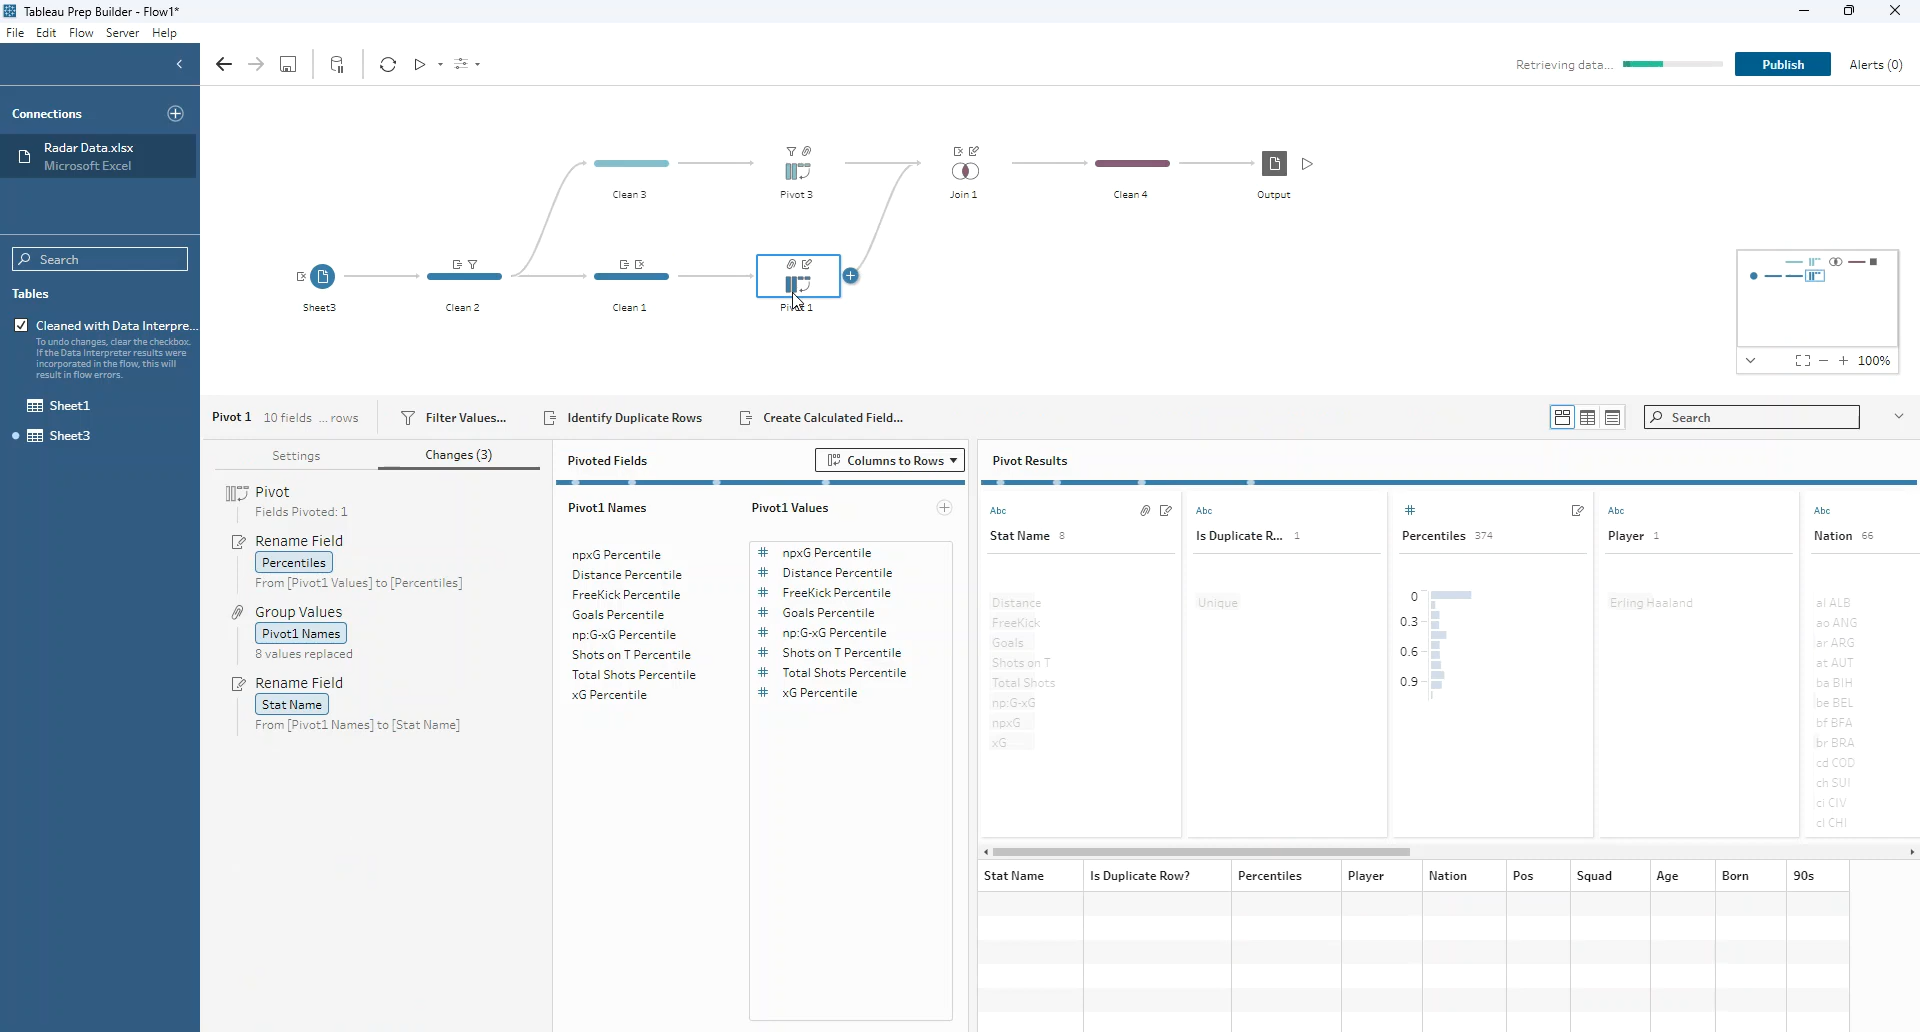 Tableau Prep Builder - Flow1*
File Edit Flow Server Help
Retrieving data...
Publish
Alerts (0)
Connections
Radar Data.xlsx
Microsoft Excel
Search
Tables
Cleaned with Data Interpre...
To undo changes, clear the checkbox.
If the Data Interpreter results were
incorporated in the flow, this will
result in flow errors.
Sheet1
Sheet3
Clean 3
Pivot 3
Join 1
Clean 4
Output
Sheet3
Clean 2
Clean 1
Pivot 1
100%
Pivot 1 10 fields ... rows
Filter Values...
Identify Duplicate Rows
Create Calculated Field...
Search
Settings
Changes (3)
Pivot
Fields Pivoted: 1
Rename Field
Percentiles
From [Pivot1 Values] to [Percentiles]
Group Values
Pivot1 Names
8 values replaced
Rename Field
Stat Name
From [Pivot1 Names] to [Stat Name]
Pivoted Fields
Columns to Rows
Pivot1 Names
Pivot1 Values
npxG Percentile
Distance Percentile
FreeKick Percentile
Goals Percentile
np:G-xG Percentile
Shots on T Percentile
Total Shots Percentile
xG Percentile
# npxG Percentile
# Distance Percentile
# FreeKick Percentile
# Goals Percentile
# np:G-xG Percentile
# Shots on T Percentile
# Total Shots Percentile
# xG Percentile
Pivot Results
Abc
Stat Name 8
Distance
FreeKick
Goals
Shots on T
Total Shots
np:G-xG
npxG
xG
Abc
Is Duplicate R... 1
Unique
#
Percentiles 374
0
0.3
0.6
0.9
Abc
Player 1
Erling Haaland
Abc
Nation 66
al ALB
ao ANG
ar ARG
at AUT
ba BIH
be BEL
bf BFA
br BRA
cd COD
ch SUI
ci CIV
cl CHI
Stat Name Is Duplicate Row? Percentiles Player Nation Pos Squad Age Born 90s